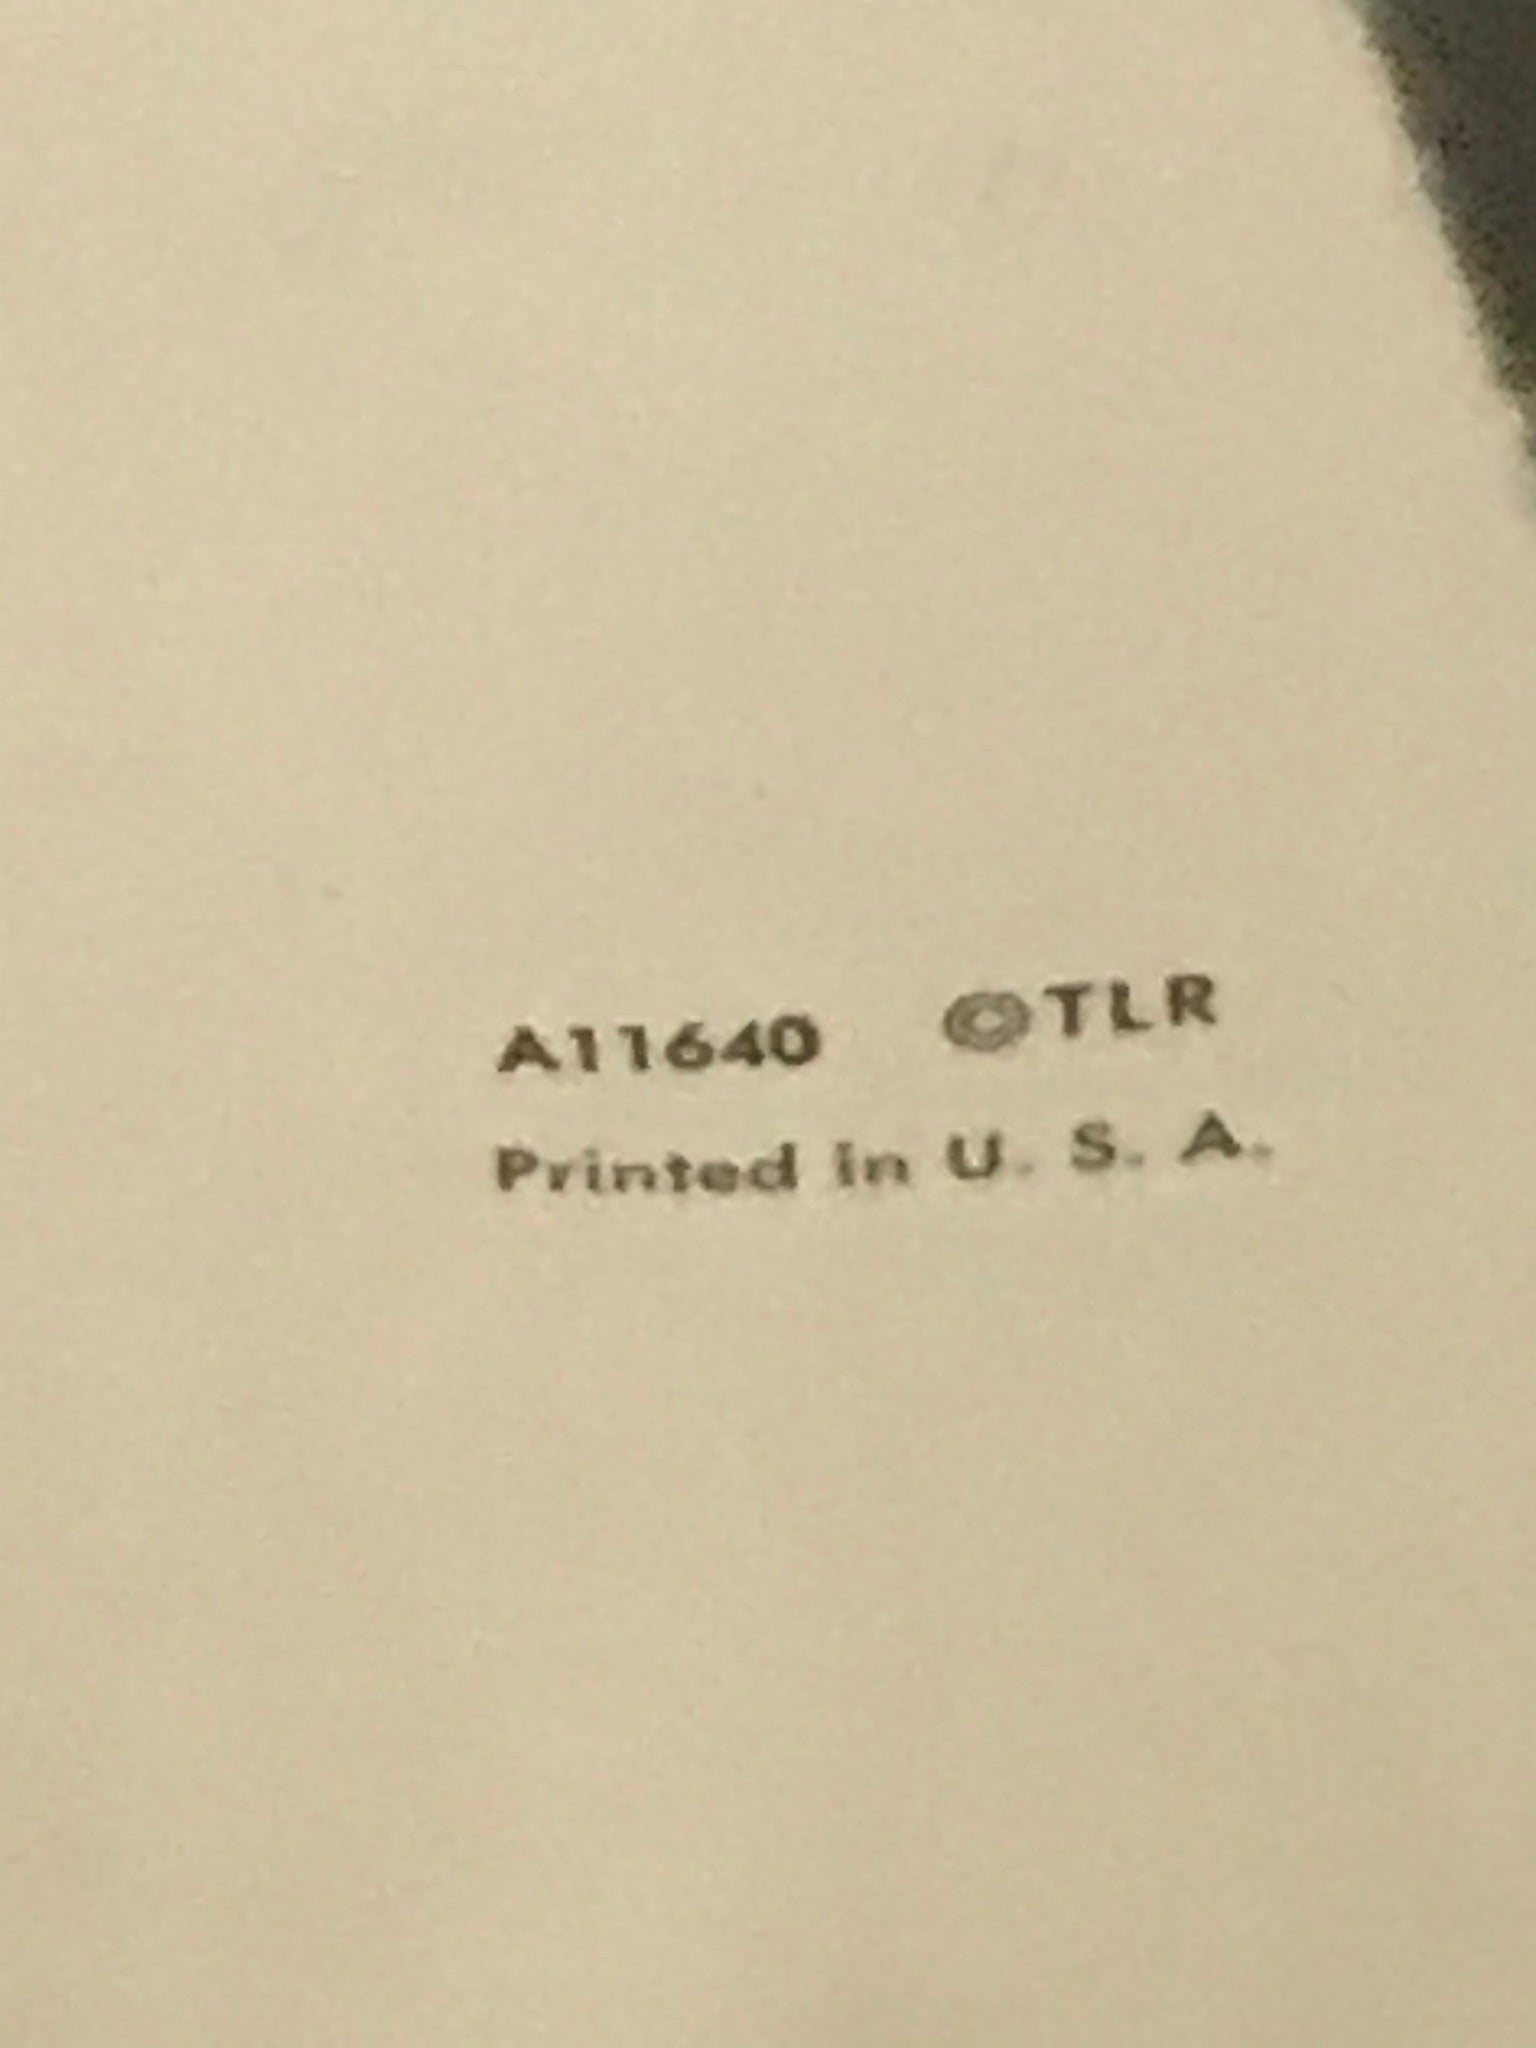 A11640 ©TLR
Printed in U. S. A.